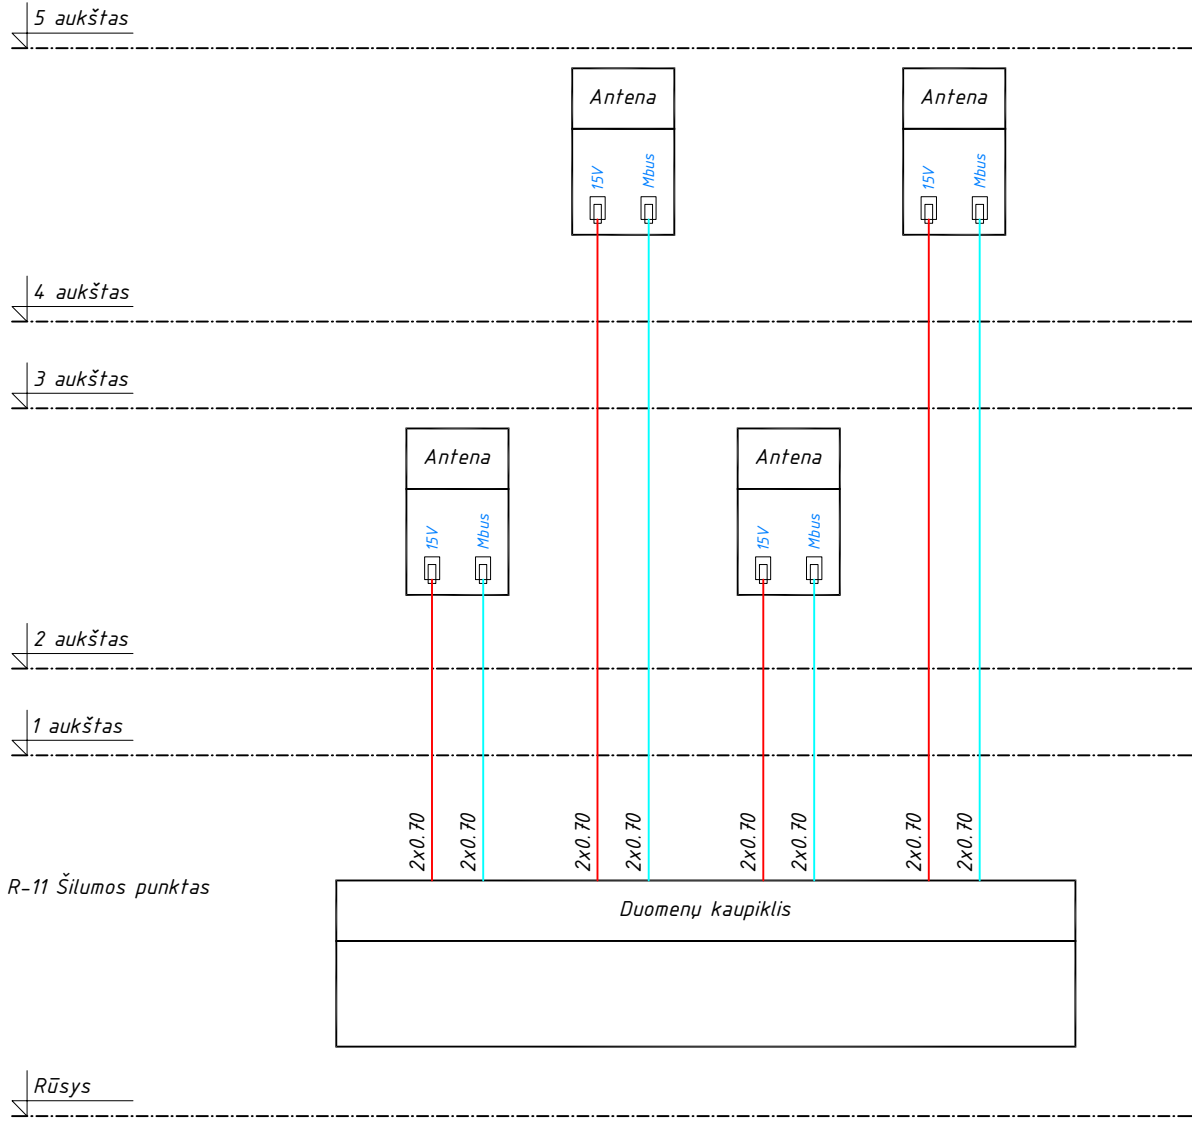 5 aukštas
Antena
Antena
15V
Mbus
15V
Mbus
4 aukštas
3 aukštas
Antena
Antena
15V
Mbus
15V
Mbus
2 aukštas
1 aukštas
2x0.70
2x0.70
2x0.70
2x0.70
2x0.70
2x0.70
2x0.70
2x0.70
R-11 Šilumos punktas
Duomenų kaupiklis
Rūsys